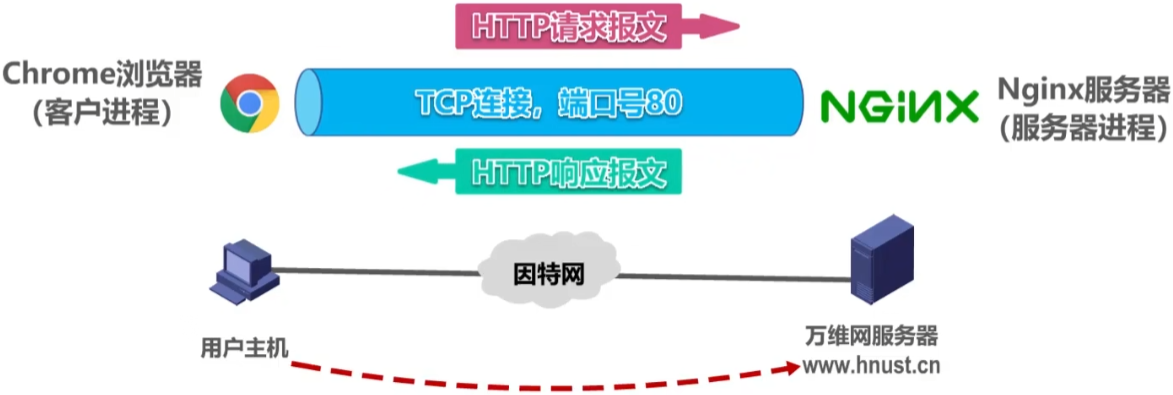 HTTP请求报文
Chrome浏览器
（客户进程）
TCP连接，端口号80
NGiNX
Nginx服务器
（服务器进程）
HTTP响应报文
因特网
用户主机
万维网服务器
www.hnust.cn